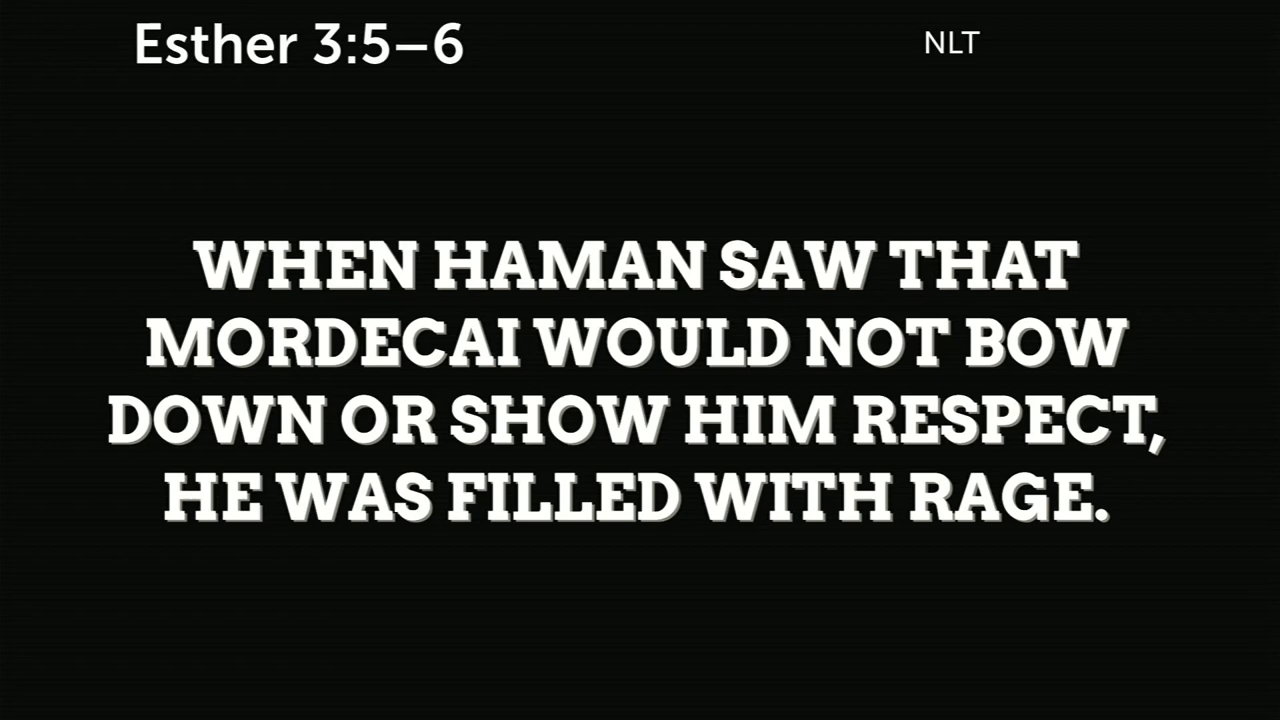 Esther 3:5–6
NLT
WHEN HAMAN SAW THAT
MORDECAI WOULD NOT BOW
DOWN OR SHOW HIM RESPECT,
HE WAS FILLED WITH RAGE.